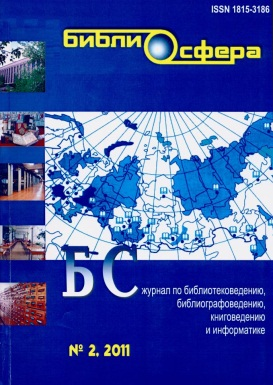 ISSN 1815-3186
библиосфера
БС
журнал по библиотековедению,
библиографоведению,
книговедению
и информатике
№ 2, 2011